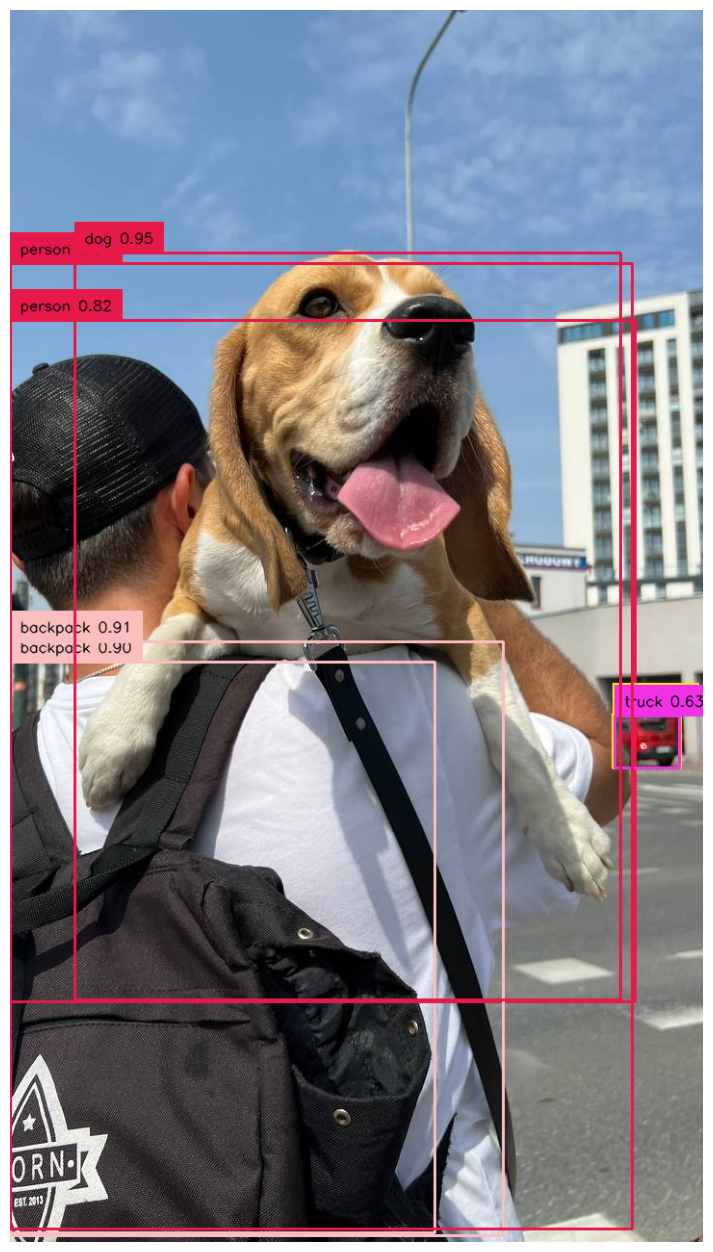 dog 0.95
person
person 0.82
backpack 0.91
backpack 0.90
truck 0.63
ORN
EST. 2013